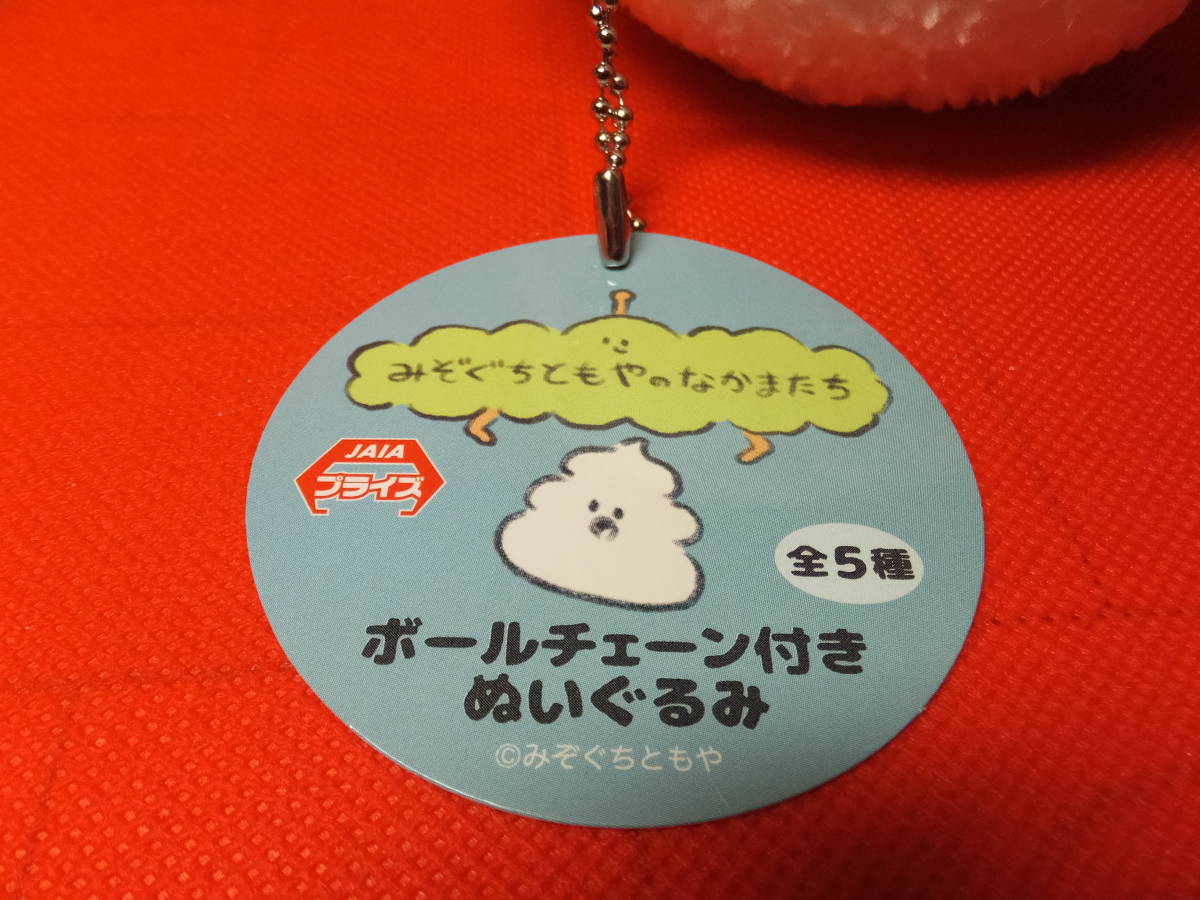 みぞぐちともやのなかまたち
JAIA
プライズ
全5種
ボールチェーン付き
ぬいぐるみ
©みぞぐちともや